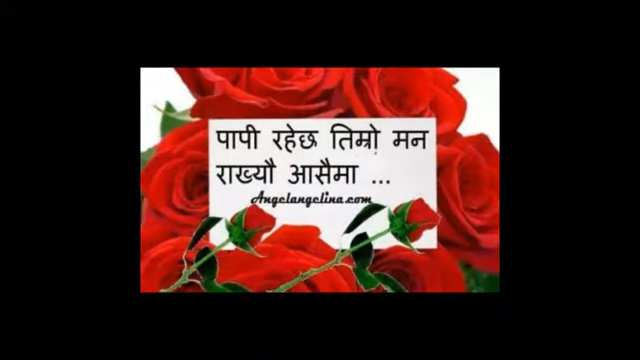 पापी रहेछ तिम्रो मन
राख्यौ आसैमा ...
Angelangelina.com